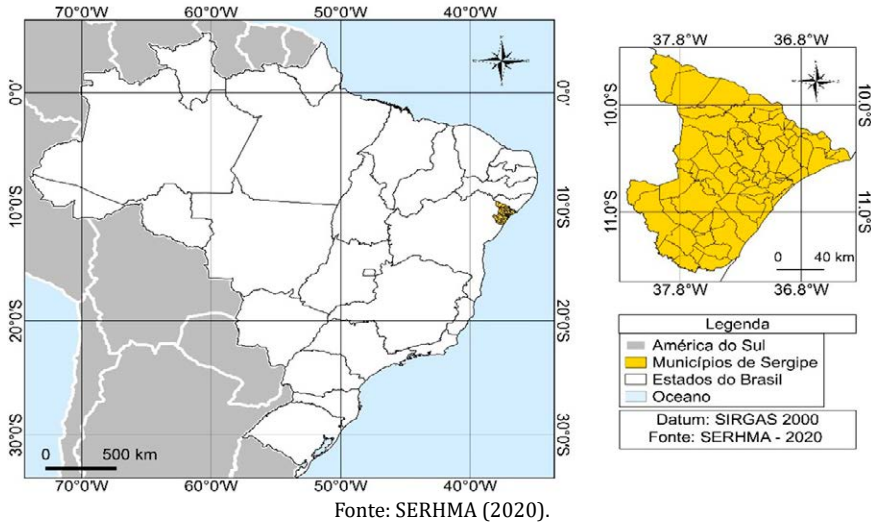 70.0°W 60.0°W 50.0°W 40.0°W
0.0°
10.0°S
20.0°S
30.0°S
0.0°
10.0°S
20.0°S
30.0°S
0 500 km
70.0°W 60.0°W 50.0°W 40.0°W
37.8°W 36.8°W
10.0°S
11.0°S
10.0°S
11.0°S
0 40 km
37.8°W 36.8°W
Legenda
América do Sul
Municípios de Sergipe
Estados do Brasil
Oceano
Datum: SIRGAS 2000
Fonte: SERHMA - 2020
Fonte: SERHMA (2020).